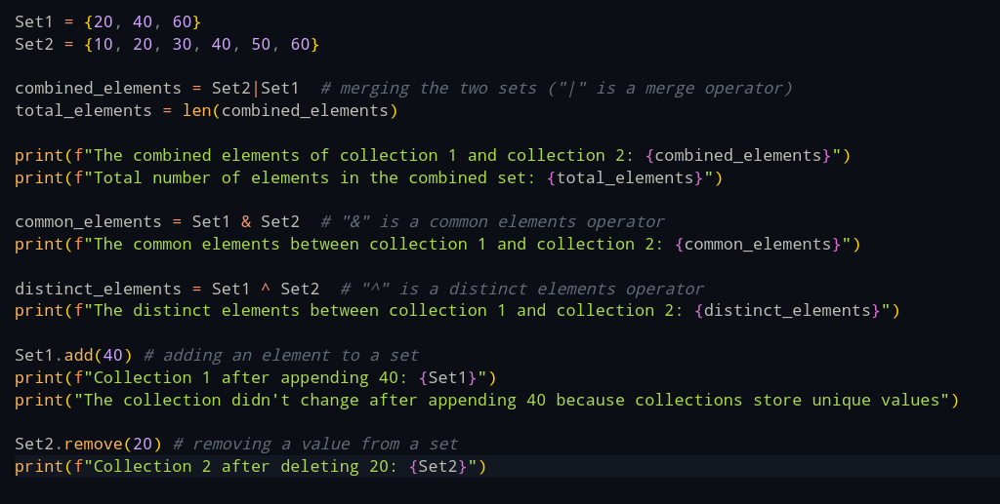 Set1 = {20, 40, 60}
Set2 = {10, 20, 30, 40, 50, 60}
combined_elements = Set2|Set1  # merging the two sets ("|" is a merge operator)
total_elements = len(combined_elements)
print(f"The combined elements of collection 1 and collection 2: {combined_elements}")
print(f"Total number of elements in the combined set: {total_elements}")
common_elements = Set1 & Set2  # "&" is a common elements operator
print(f"The common elements between collection 1 and collection 2: {common_elements}")
distinct_elements = Set1 ^ Set2  # "^" is a distinct elements operator
print(f"The distinct elements between collection 1 and collection 2: {distinct_elements}")
Set1.add(40) # adding an element to a set
print(f"Collection 1 after appending 40: {Set1}")
print("The collection didn't change after appending 40 because collections store unique values")
Set2.remove(20) # removing a value from a set
print(f"Collection 2 after deleting 20: {Set2}")